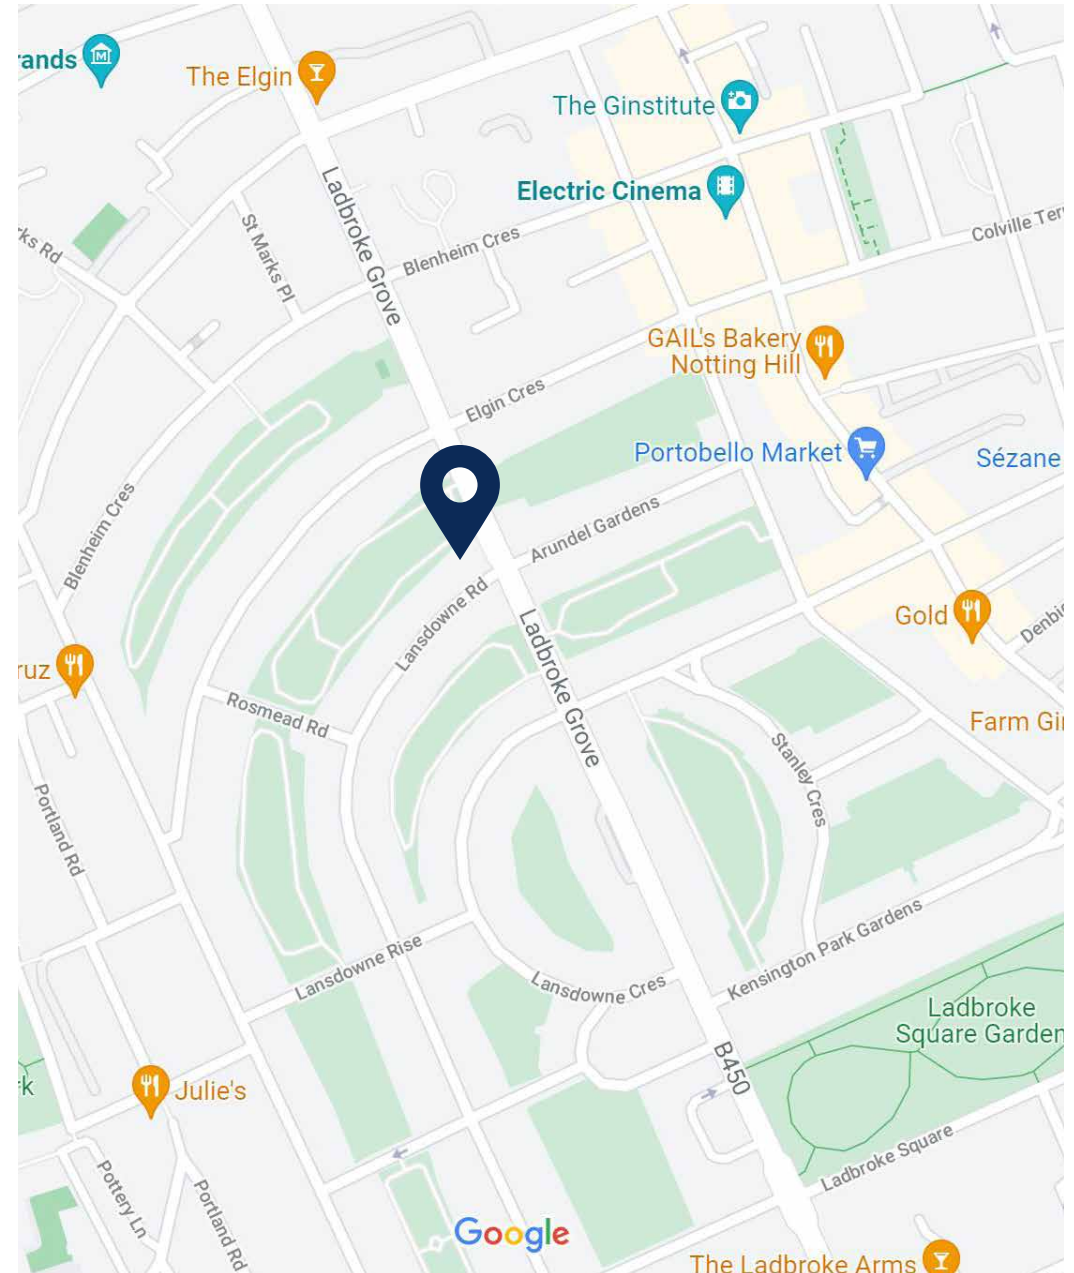 rands
The Elgin
The Ginstitute
Electric Cinema
Ladbroke Grove
St Marks Pl
ks Rd
Blenheim Cres
Colville Ter
GAIL's Bakery
Notting Hill
Elgin Cres
Portobello Market
Sézane
Blenheim Cres
Arundel Gardens
Lansdowne Rd
Gold
Denbi
ruz
Ladbroke Grove
Rosmead Rd
Farm Gi
Stanley Cres
Portland Rd
Kensington Park Gardens
Lansdowne Rise
Lansdowne Cres
Ladbroke
Square Garden
B450
rk
Julie's
Ladbroke Square
Pottery Ln
Portland Rd
Google
The Ladbroke Arms